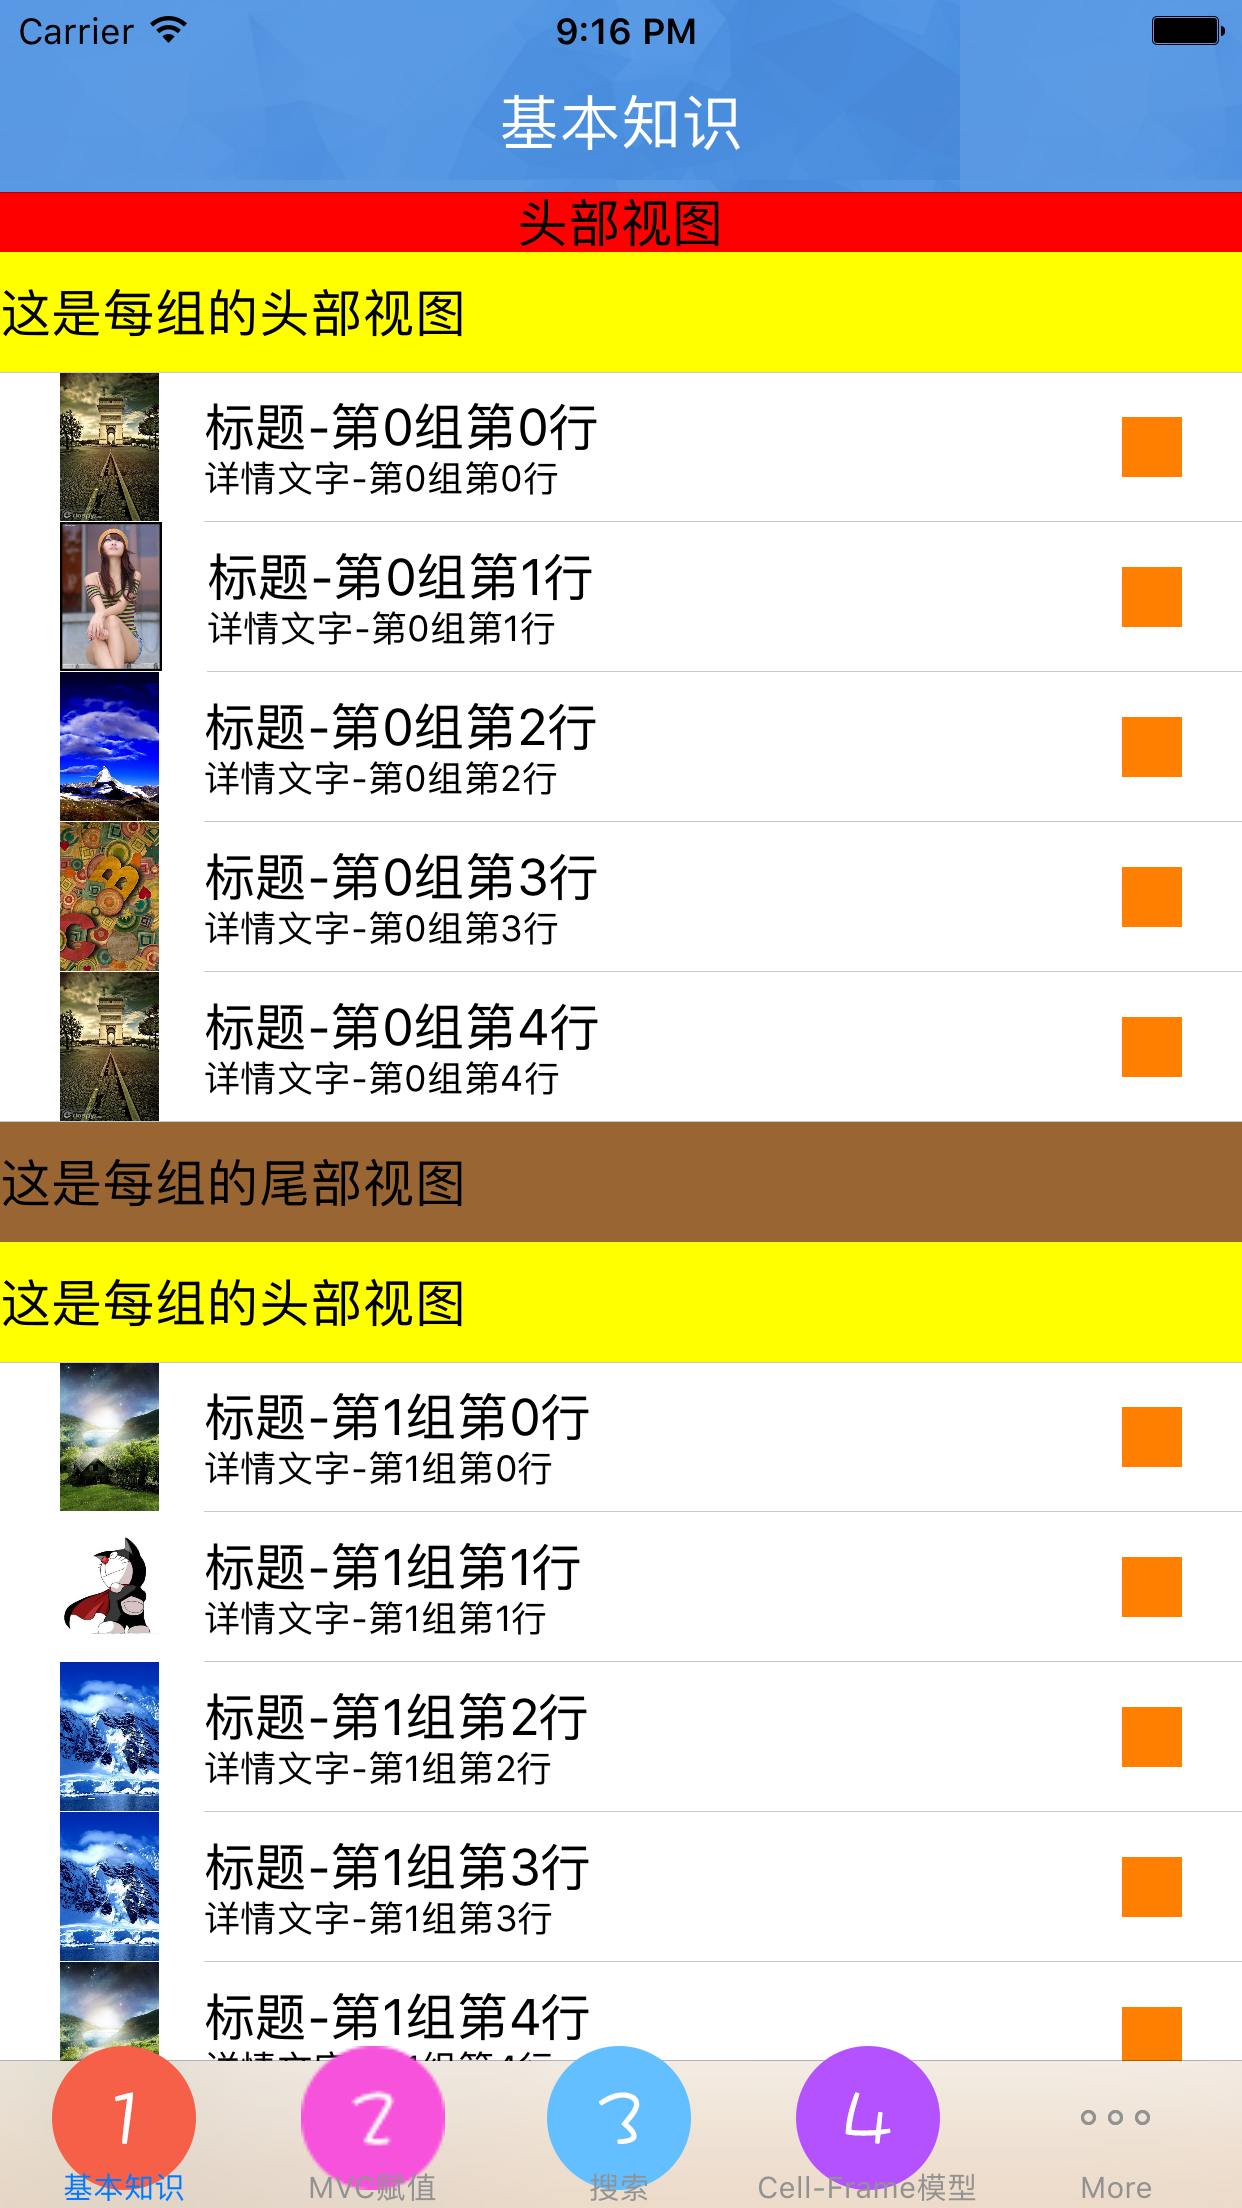 Carrier 9:16 PM
基本知识
头部视图
这是每组的头部视图
标题-第0组第0行
详情文字-第0组第0行
标题-第0组第1行
详情文字-第0组第1行
标题-第0组第2行
详情文字-第0组第2行
标题-第0组第3行
详情文字-第0组第3行
标题-第0组第4行
详情文字-第0组第4行
这是每组的尾部视图
这是每组的头部视图
标题-第1组第0行
详情文字-第1组第0行
标题-第1组第1行
详情文字-第1组第1行
标题-第1组第2行
详情文字-第1组第2行
标题-第1组第3行
详情文字-第1组第3行
标题-第1组第4行
详情文字-第1组第4行
1 2 3 4
基本知识 MVC赋值 搜索 Cell-Frame模型 More